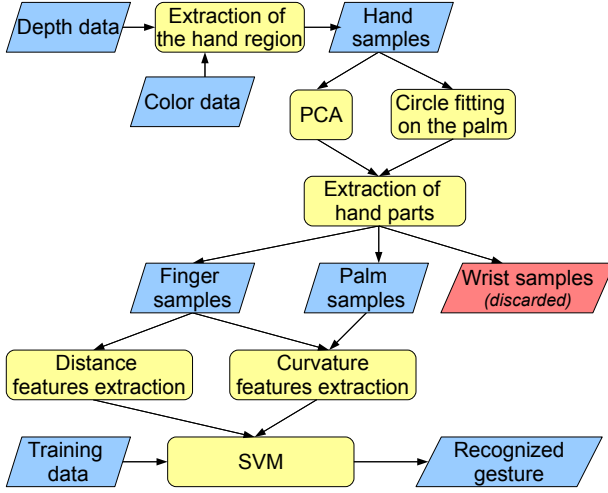 Depth data
Extraction of
the hand region
Hand
samples
Color data
PCA
Circle fitting
on the palm
Extraction of
hand parts
Finger
samples
Palm
samples
Wrist samples
(discarded)
Distance
features extraction
Curvature
features extraction
Training
data
SVM
Recognized
gesture